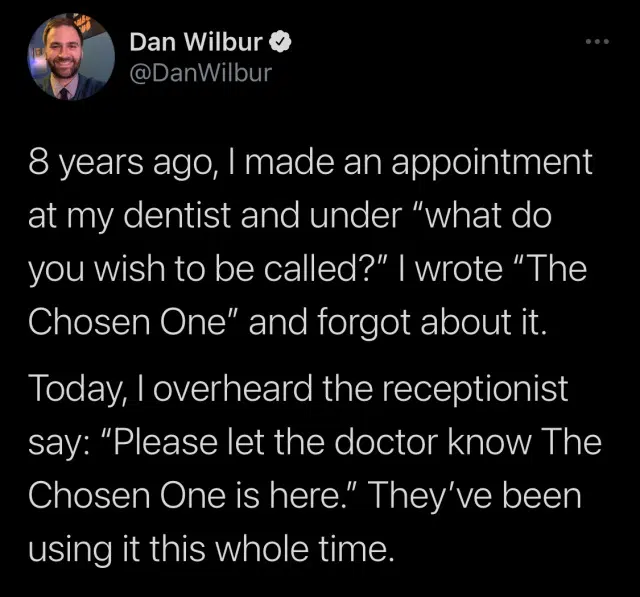 Dan Wilbur
@DanWilbur
8 years ago, I made an appointment
at my dentist and under “what do
you wish to be called?” I wrote “The
Chosen One” and forgot about it.
Today, I overheard the receptionist
say: “Please let the doctor know The
Chosen One is here.” They’ve been
using it this whole time.